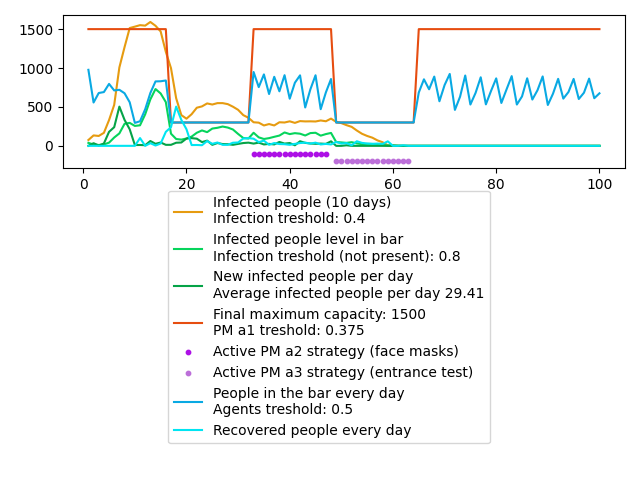 1500
1000
500
0
0
20
40
60
80
100
Infected people (10 days)
Infection treshold: 0.4
Infected people level in bar
Infection treshold (not present): 0.8
New infected people per day
Average infected people per day 29.41
Final maximum capacity: 1500
PM a1 treshold: 0.375
Active PM a2 strategy (face masks)
Active PM a3 strategy (entrance test)
People in the bar every day
Agents treshold: 0.5
Recovered people every day